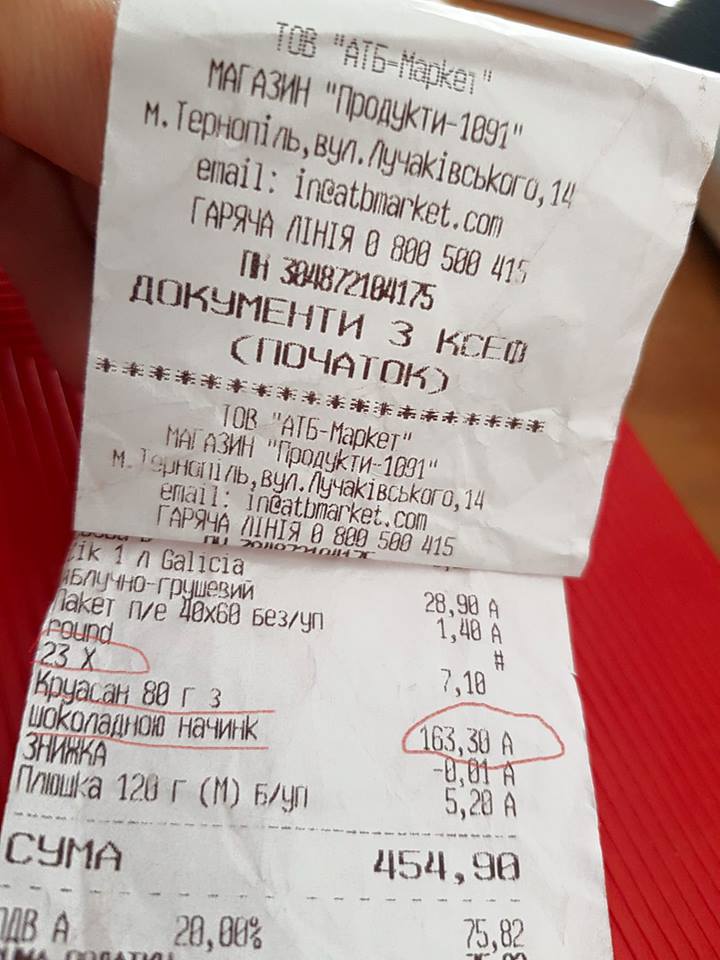 ТОВ "АТБ-Маркет"
МАГАЗИН "Продукти-1091"
м.Тернопіль,вул.Лучаківського,14
email: in@atbmarket.com
ГАРЯЧА ЛІНІЯ 0 800 500 415
ПН 304872104175
ДОКУМЕНТИ З КСЕФ
(ПОЧАТОК)
********************
ТОВ "АТБ-Маркет"
МАГАЗИН "Продукти-1091"
м.Тернопіль,вул.Лучаківського,14
email: in@atbmarket.com
ГАРЯЧА ЛІНІЯ 0 800 500 415
ПН 304872104175
ік 1 л Galicia
яблучно-грушевий 28,90 А
Пакет п/е 40х60 Без/уп 1,40 А
round #
23 X 7,10
Круасан 80 г з
шоколадною начинк 163,30 А
ЗНИЖКА -0,01 А
Плюшка 120 г (М) Б/уп 5,20 А
СУМА 454,90
ПДВ А 20,00% 75,82